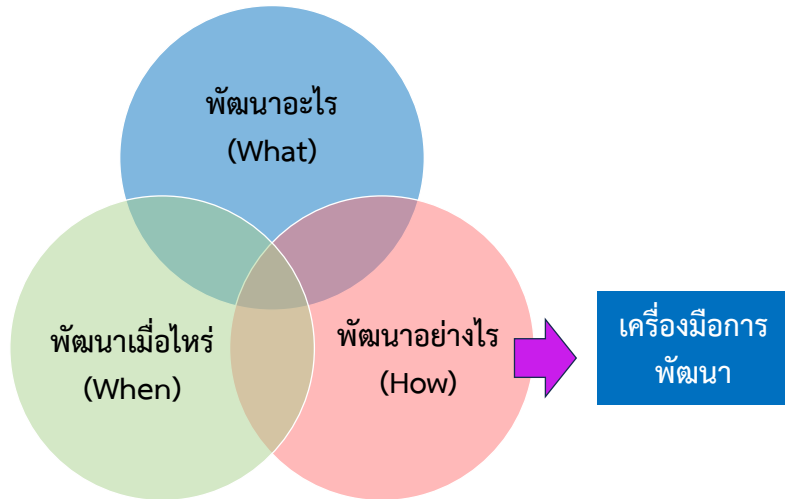 พัฒนาอะไร
(What)
พัฒนาเมื่อไหร่
(When)
พัฒนาอย่างไร
(How)
เครื่องมือการ
พัฒนา